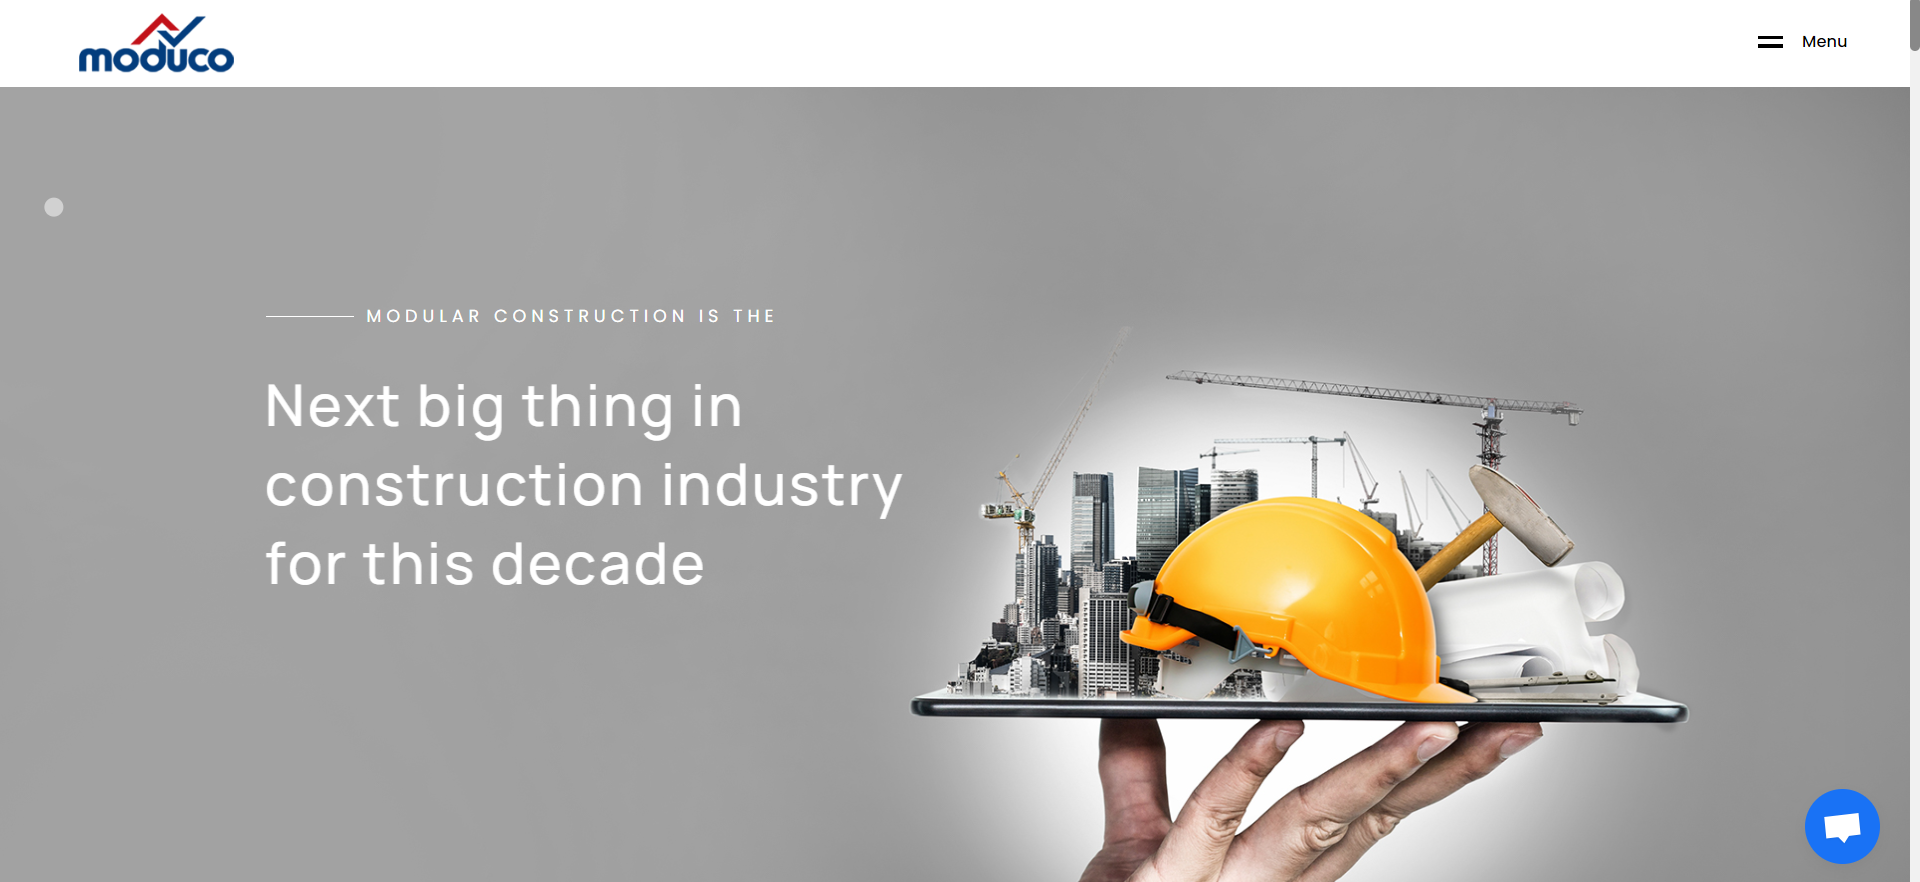 moduco
Menu
MODULAR CONSTRUCTION IS THE
Next big thing in
construction industry
for this decade